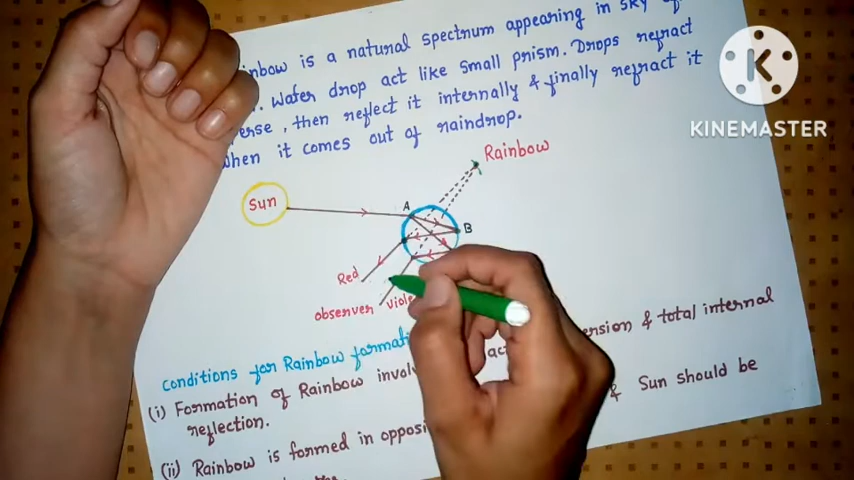 inbow is a natural spectrum appearing in sky
Water drop act like small prism. Drops refract
erse, then reflect it internally & finally refract it
when it comes out of raindrop.
KINEMASTER
Rainbow
Sun
A
B
Red
observer
viole
Conditions for Rainbow formati
(i) Formation of Rainbow invol
ersion & total internal
reflection.
& Sun should be
(ii) Rainbow is formed in opposi